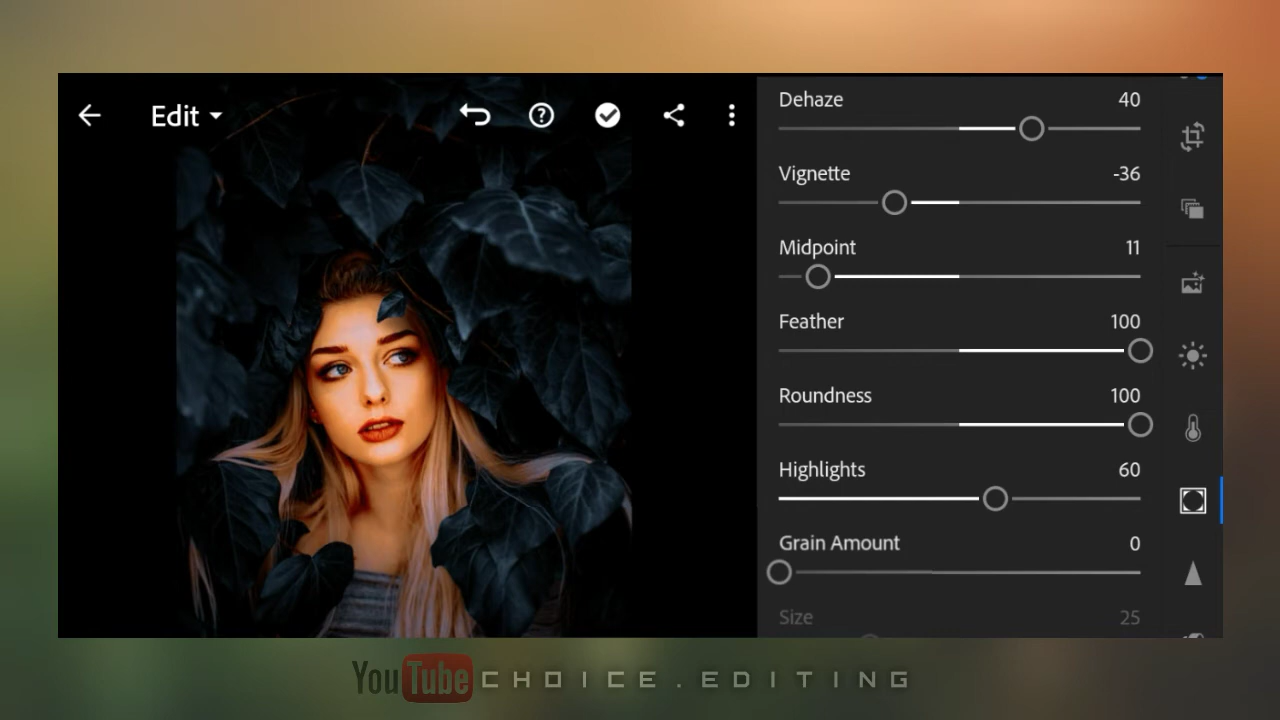 Edit
Dehaze 40
Vignette -36
Midpoint 11
Feather 100
Roundness 100
Highlights 60
Grain Amount 0
Size 25
YouTube CHOICE.EDITING